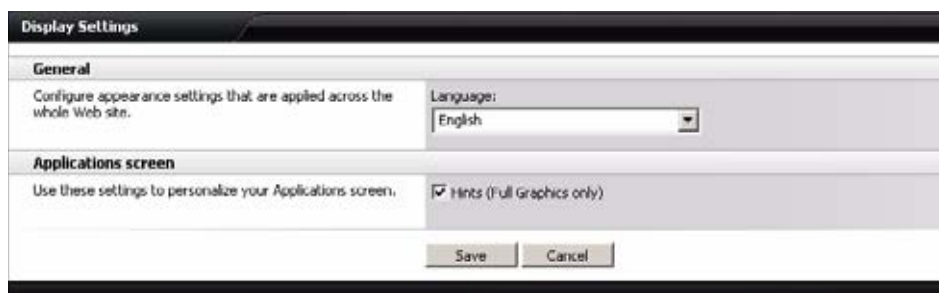 Display Settings
General
Configure appearance settings that are applied across the
whole Web site.
Language:
English
Applications screen
Use these settings to personalize your Applications screen.
Hints (Full Graphics only)
Save
Cancel